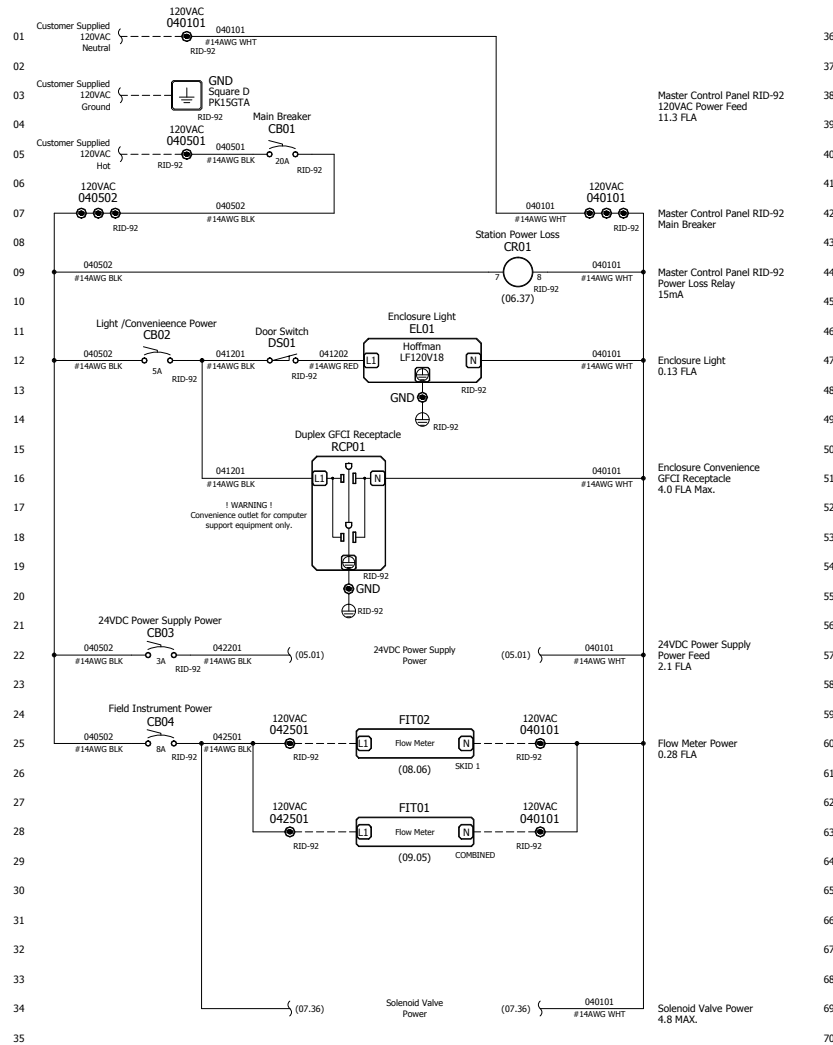 01
Customer Supplied
120VAC
Neutral
120VAC
040101
RID-92
040101
#14AWG WHT
36
02
37
03
Customer Supplied
120VAC
Ground
GND
Square D
PK15GTA
RID-92
Master Control Panel RID-92
120VAC Power Feed
11.3 FLA
38
04
39
05
Customer Supplied
120VAC
Hot
120VAC
040501
RID-92
040501
#14AWG BLK
Main Breaker
CB01
20A
RID-92
40
06
41
07
120VAC
040502
RID-92
040502
#14AWG BLK
040101
#14AWG WHT
120VAC
040101
RID-92
Master Control Panel RID-92
Main Breaker
42
08
43
09
040502
#14AWG BLK
Station Power Loss
CR01
7
8
RID-92
(06.37)
040101
#14AWG WHT
Master Control Panel RID-92
Power Loss Relay
15mA
44
10
45
11
46
12
040502
#14AWG BLK
Light /Convenieence Power
CB02
5A
RID-92
041201
#14AWG BLK
Door Switch
DS01
RID-92
041202
#14AWG RED
Enclosure Light
EL01
Hoffman
LF120V18
L1
N
RID-92
040101
#14AWG WHT
Enclosure Light
0.13 FLA
47
13
GND
48
14
RID-92
49
15
50
16
041201
#14AWG BLK
Duplex GFCI Receptacle
RCP01
L1
N
040101
#14AWG WHT
Enclosure Convenience
GFCI Receptacle
4.0 FLA Max.
51
17
! WARNING !
Convenience outlet for computer
support equipment only.
52
18
53
19
RID-92
54
20
GND
RID-92
55
21
56
22
040502
#14AWG BLK
24VDC Power Supply Power
CB03
3A
RID-92
042201
#14AWG BLK
(05.01)
24VDC Power Supply
Power
(05.01)
040101
#14AWG WHT
24VDC Power Supply
Power Feed
2.1 FLA
57
23
58
24
59
25
040502
#14AWG BLK
Field Instrument Power
CB04
8A
RID-92
042501
#14AWG BLK
120VAC
042501
RID-92
FIT02
L1
Flow Meter
N
(08.06)
SKID 1
120VAC
040101
RID-92
Flow Meter Power
0.28 FLA
60
26
61
27
62
28
120VAC
042501
RID-92
FIT01
L1
Flow Meter
N
(09.05)
COMBINED
120VAC
040101
RID-92
63
29
64
30
65
31
66
32
67
33
68
34
(07.36)
Solenoid Valve
Power
(07.36)
040101
#14AWG WHT
Solenoid Valve Power
4.8 MAX.
69
35
70